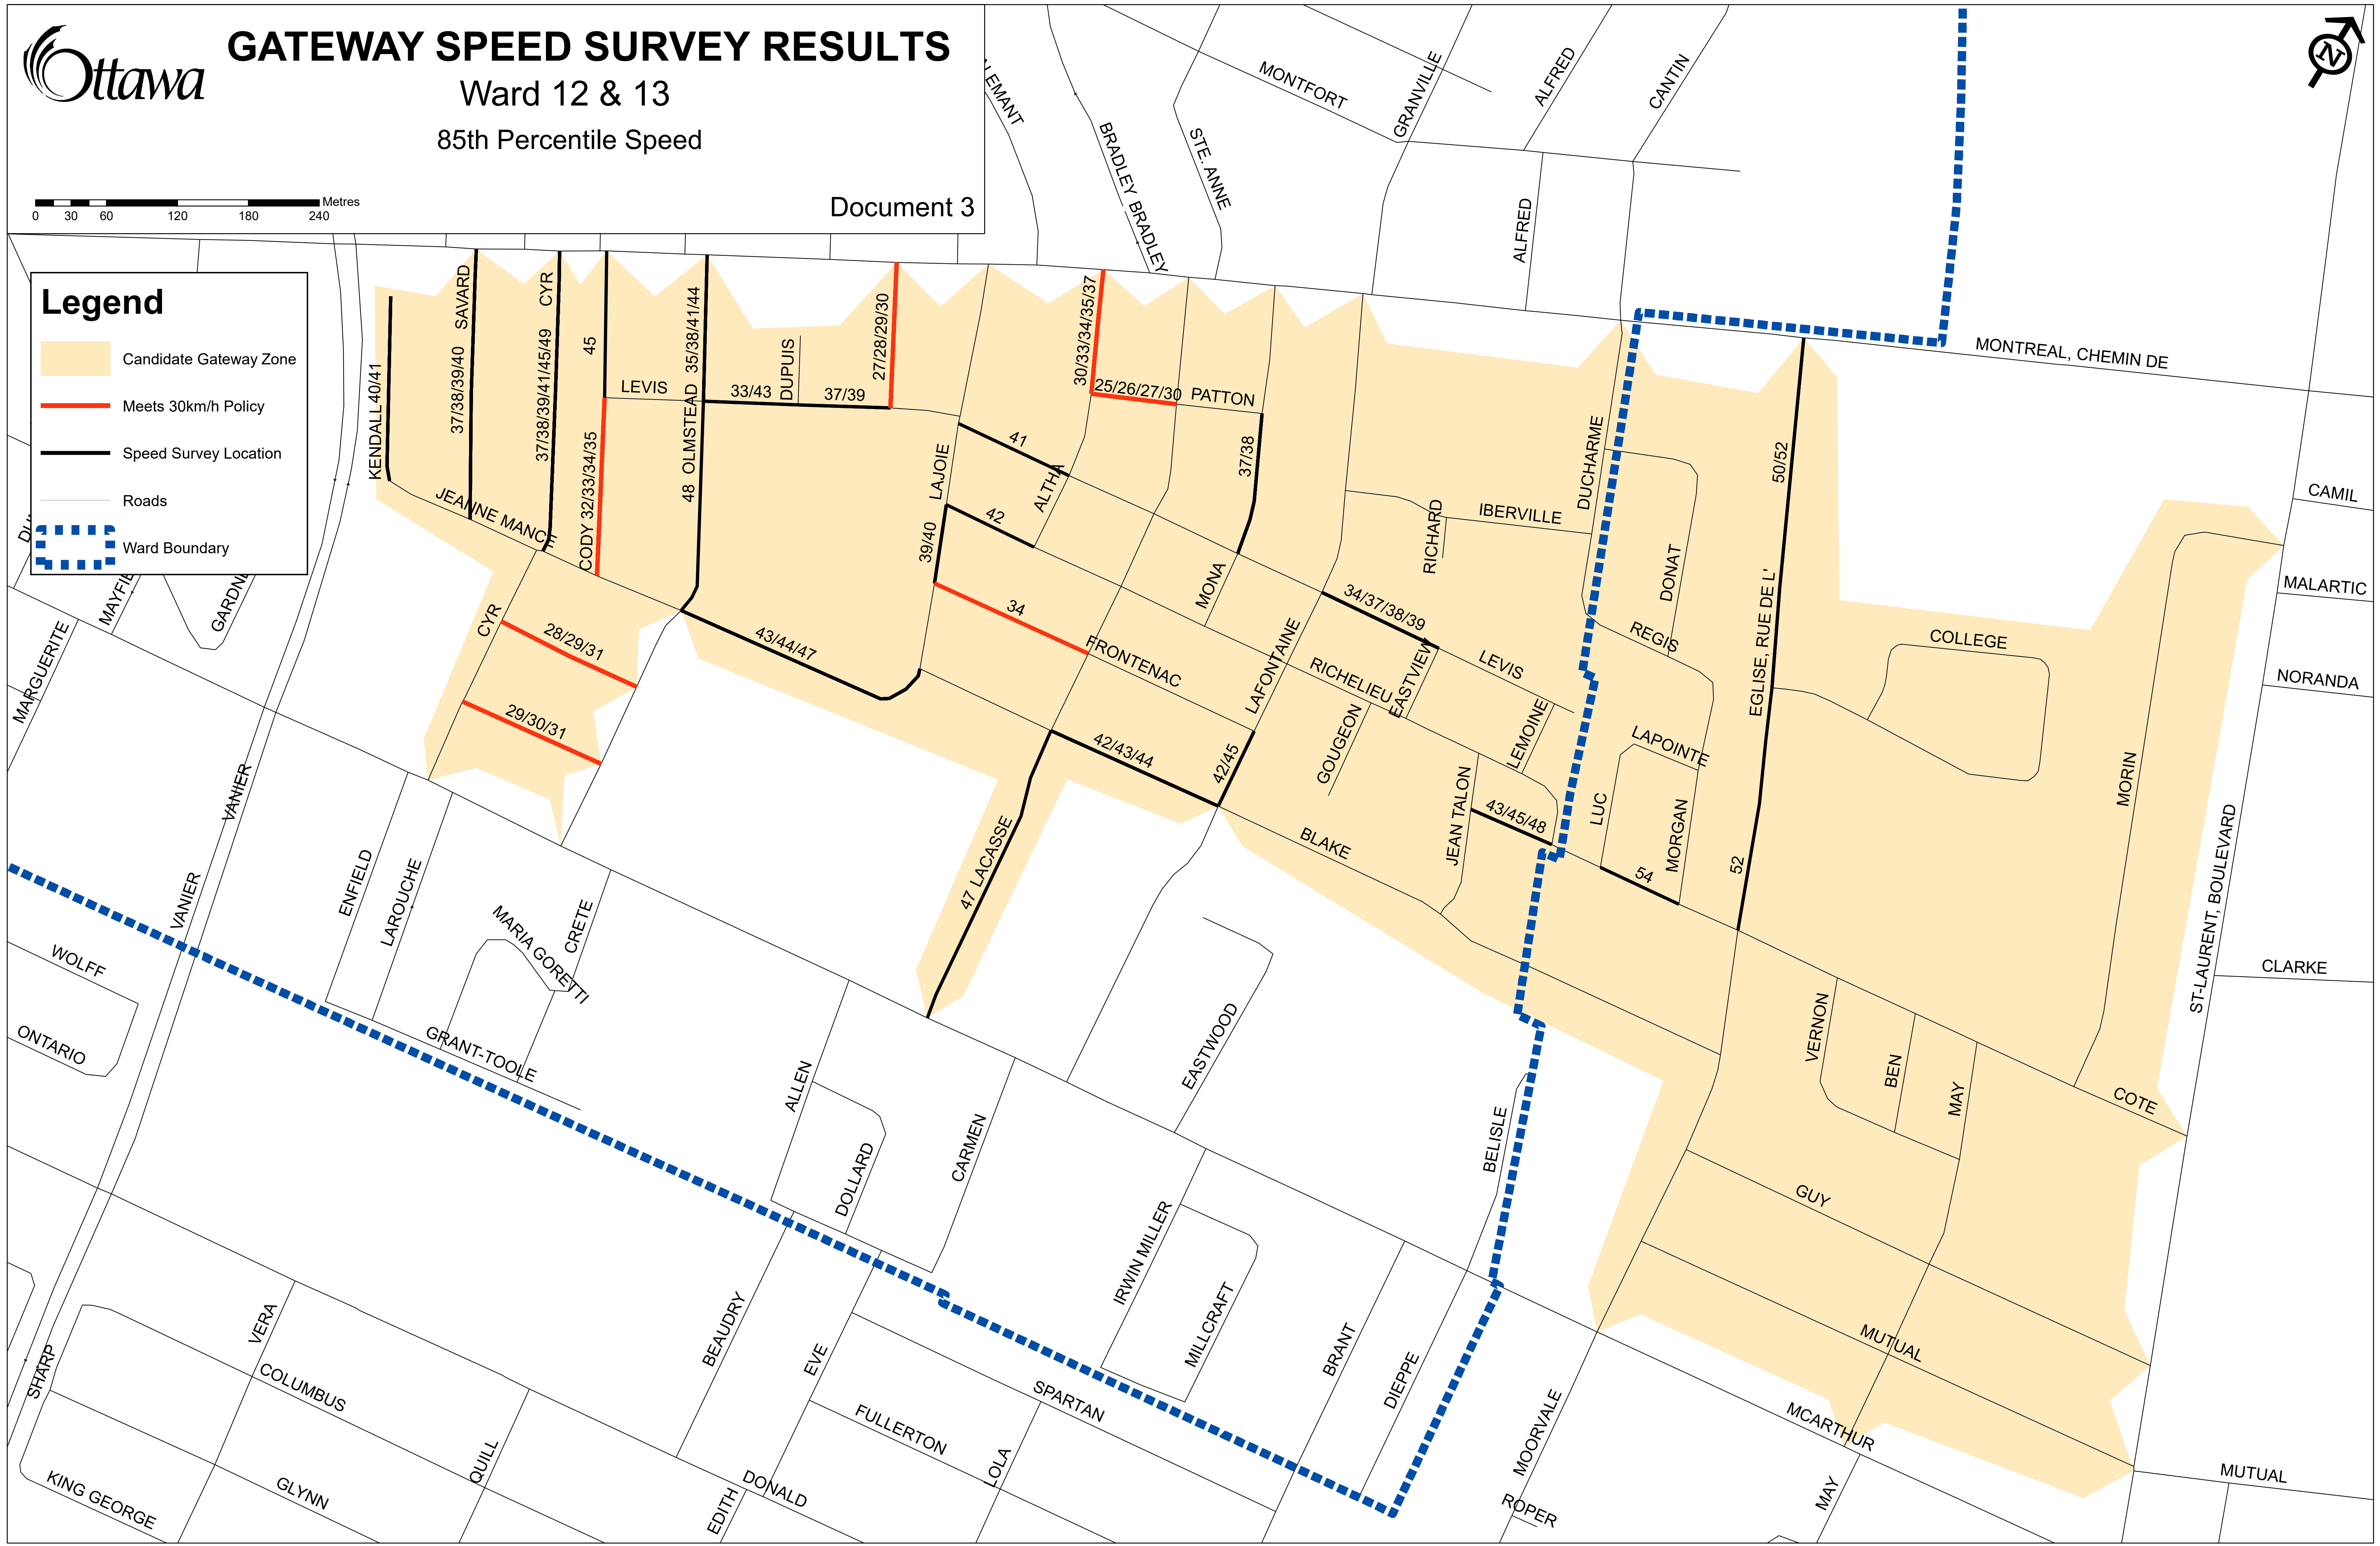 Ottawa
GATEWAY SPEED SURVEY RESULTS
Ward 12 & 13
85th Percentile Speed
Metres
0 30 60 120 180 240
Document 3
N
Legend
Candidate Gateway Zone
Meets 30km/h Policy
Speed Survey Location
Roads
Ward Boundary
MONTFORT
GRANVILLE
ALFRED
CANTIN
BRADLEY
BRADLEY
STE. ANNE
ALFRED
MONTREAL, CHEMIN DE
KENDALL 40/41
SAVARD
37/38/39/40
CYR
37/38/39/41/45/49
45
CODY 32/33/34/35
LEVIS
35/38/41/44
48 OLMSTEAD
33/43
DUPUIS
37/39
27/28/29/30
30/33/34/35/37
25/26/27/30
PATTON
37/38
41
LAJOIE
42
ALTHA
39/40
34
FRONTENAC
MONA
JEANNE MANCE
CYR
28/29/31
29/30/31
43/44/47
42/43/44
42/45
47 LACASSE
LAFONTAINE
RICHELIEU
34/37/38/39
EASTVIEW
LEVIS
GOUGEON
LEMOINE
JEAN TALON
43/45/48
BLAKE
RICHARD
IBERVILLE
DUCHARME
DONAT
REGIS
LAPOINTE
LUC
MORGAN
54
50/52
EGLISE, RUE DE L'
52
COLLEGE
MORIN
CAMIL
MALARTIC
NORANDA
CLARKE
ST-LAURENT, BOULEVARD
COTE
VERNON
BEN
MAY
GUY
MUTUAL
MCARTHUR
MUTUAL
MAY
MOORVALE
ROPER
BELISLE
DIEPPE
BRANT
EASTWOOD
IRWIN MILLER
MILLCRAFT
CARMEN
ALLEN
DOLLARD
BEAUDRY
EVE
SPARTAN
FULLERTON
LOLA
DONALD
EDITH
QUILL
COLUMBUS
GLYNN
VERA
SHARP
KING GEORGE
MARGUERITE
VANIER
VANIER
ENFIELD
LAROUCHE
MARIA GORETTI
CRETE
GRANT-TOOLE
WOLFF
ONTARIO